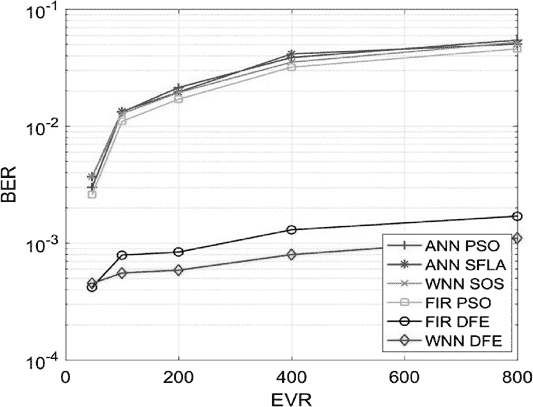 10-1
10-2
BER
10-3
10-4
ANN PSO
ANN SFLA
WNN SOS
FIR PSO
FIR DFE
WNN DFE
0 200 400 600 800
EVR